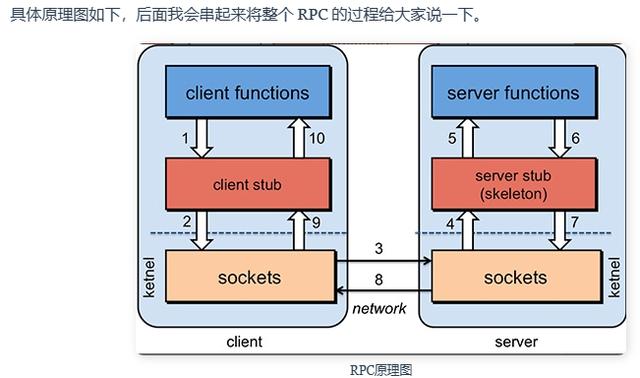 具体原理图如下，后面我会串起来将整个 RPC 的过程给大家说一下。
client functions
server functions
1
10
5
6
client stub
server stub
(skeleton)
2
9
4
7
3
ketnel
sockets
8
sockets
ketnel
network
client
server
RPC原理图